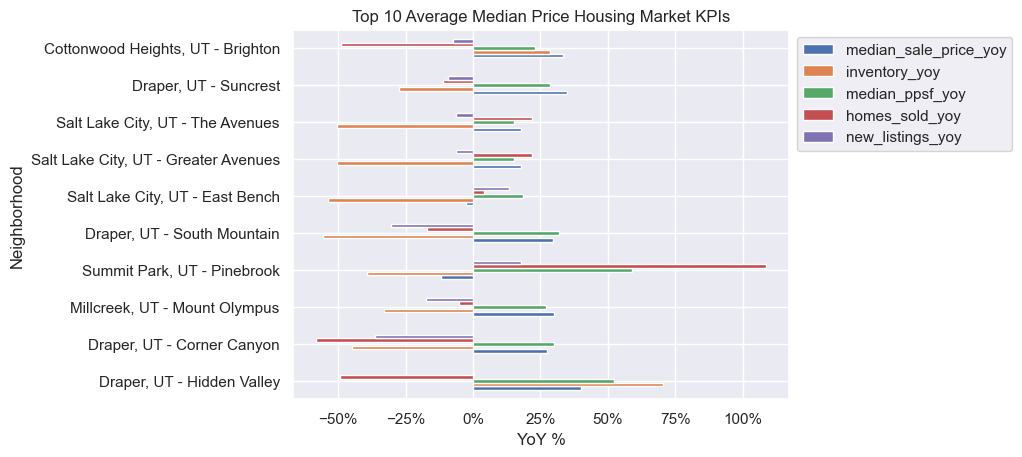 Top 10 Average Median Price Housing Market KPIs
Cottonwood Heights, UT - Brighton
Draper, UT - Suncrest
Salt Lake City, UT - The Avenues
Salt Lake City, UT - Greater Avenues
Salt Lake City, UT - East Bench
Draper, UT - South Mountain
Summit Park, UT - Pinebrook
Millcreek, UT - Mount Olympus
Draper, UT - Corner Canyon
Draper, UT - Hidden Valley
Neighborhood
−50% −25% 0% 25% 50% 75% 100%
YoY %
median_sale_price_yoy
inventory_yoy
median_ppsf_yoy
homes_sold_yoy
new_listings_yoy